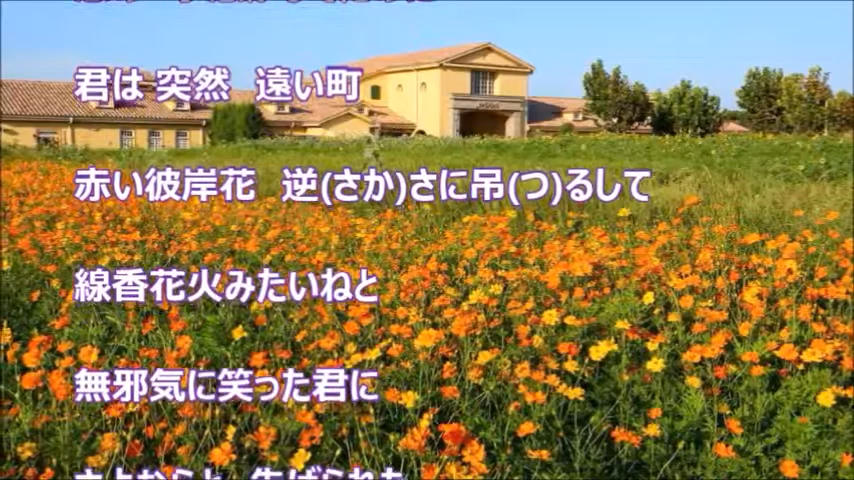 君は 突然　遠い町
赤い彼岸花　逆(さか)さに吊(つ)るして
線香花火みたいねと
無邪気に笑った君に